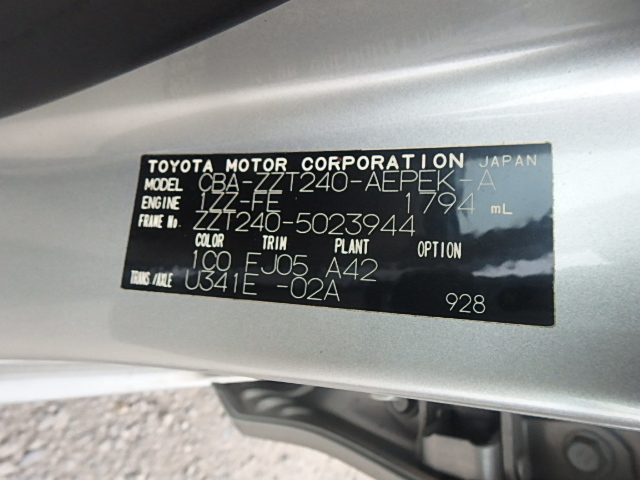 TOYOTA MOTOR CORPORATION JAPAN
MODEL CBA-ZZT240-AEPEK-A
ENGINE 1ZZ-FE 1794 mL
FRAME No. ZZT240-5023944
COLOR TRIM PLANT OPTION
1C0 FJ05 A42
TRANS/AXLE U341E -02A
928